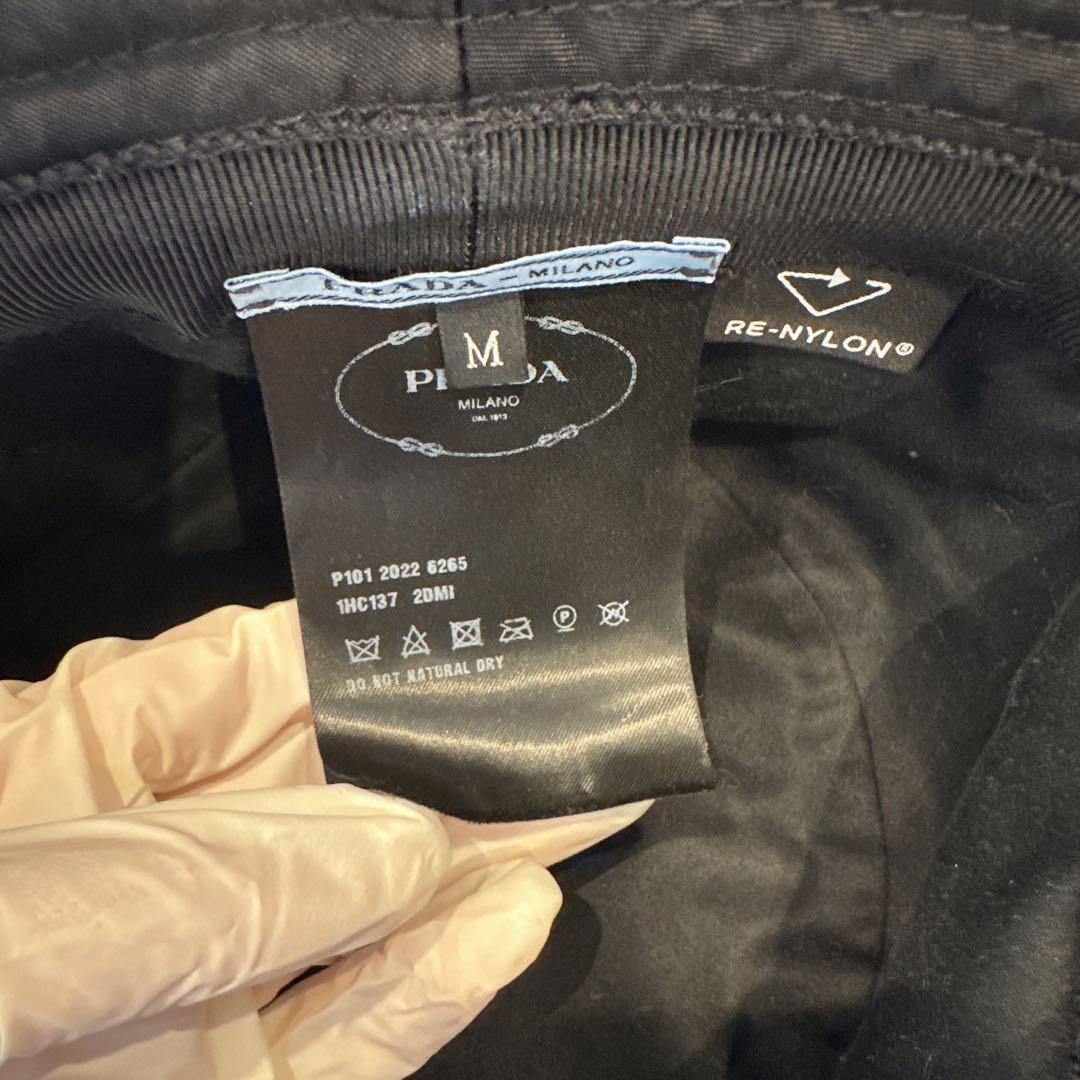 PRADA – MILANO
M
PRADA
MILANO
DAL 1913
RE-NYLON®
P101 2022 6265
1HC137 2DMI
DO NOT NATURAL DRY